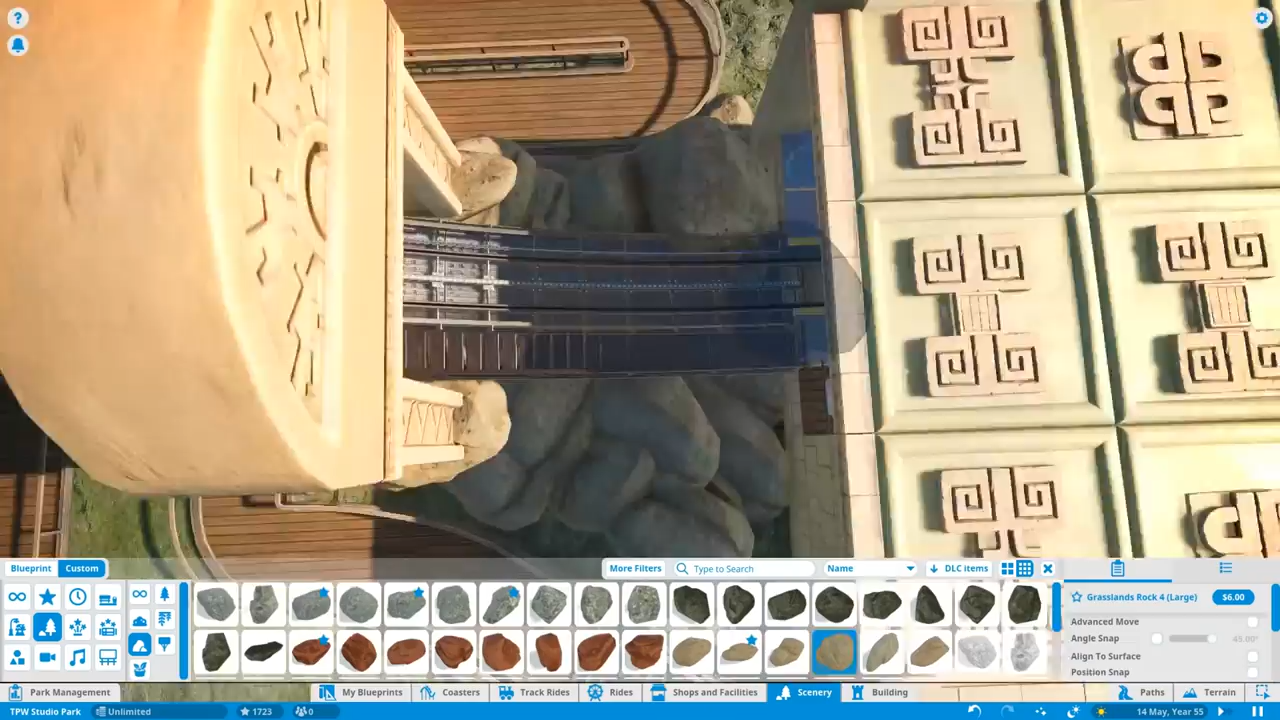 Blueprint Custom More Filters Type to Search Name DLC items
Grasslands Rock 4 (Large) $6.00
Advanced Move
Angle Snap 45.00°
Align To Surface
Position Snap
Park Management My Blueprints Coasters Track Rides Rides Shops and Facilities Scenery Building Paths Terrain
TPW Studio Park Unlimited 1723 0 14 May, Year 55